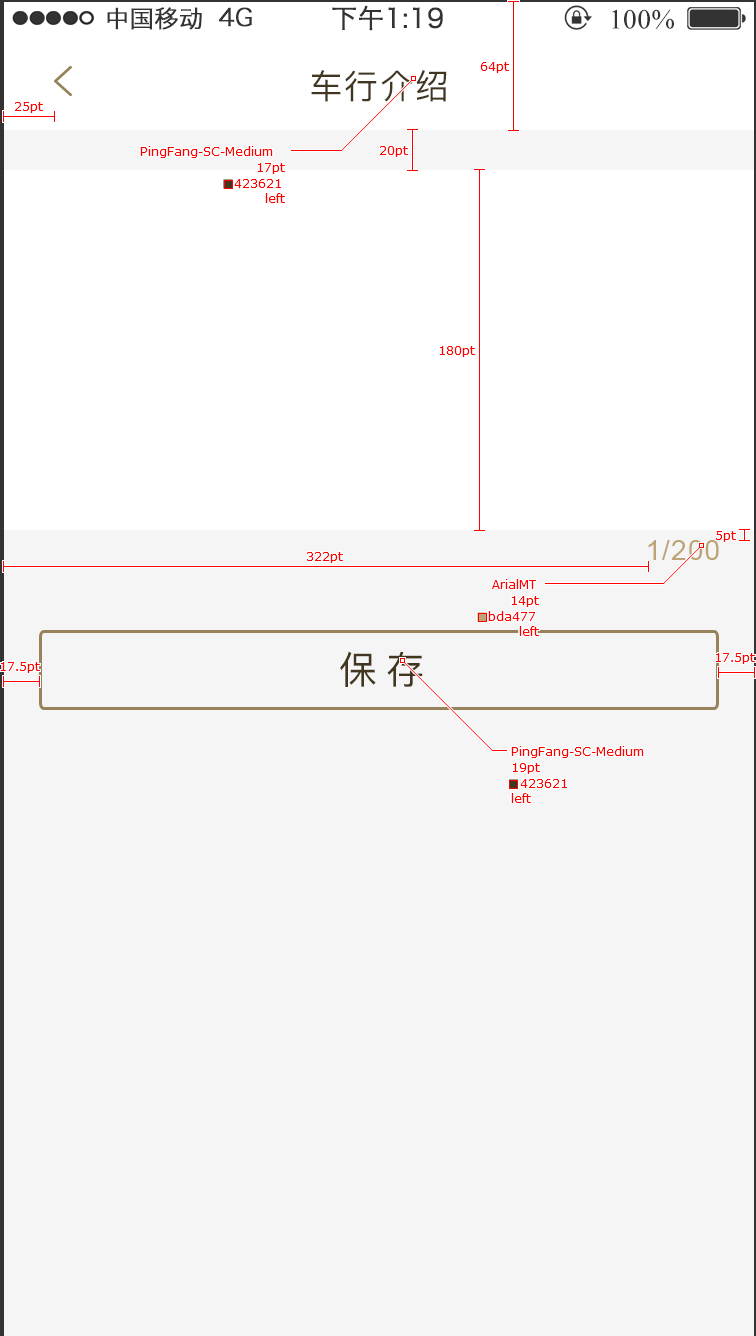 中国移动 4G 下午1:19 100%
64pt
车行介绍
25pt
PingFang-SC-Medium
17pt
423621
left
20pt
180pt
5pt
1/200
322pt
ArialMT
14pt
bda477
left
17.5pt
保存
17.5pt
PingFang-SC-Medium
19pt
423621
left